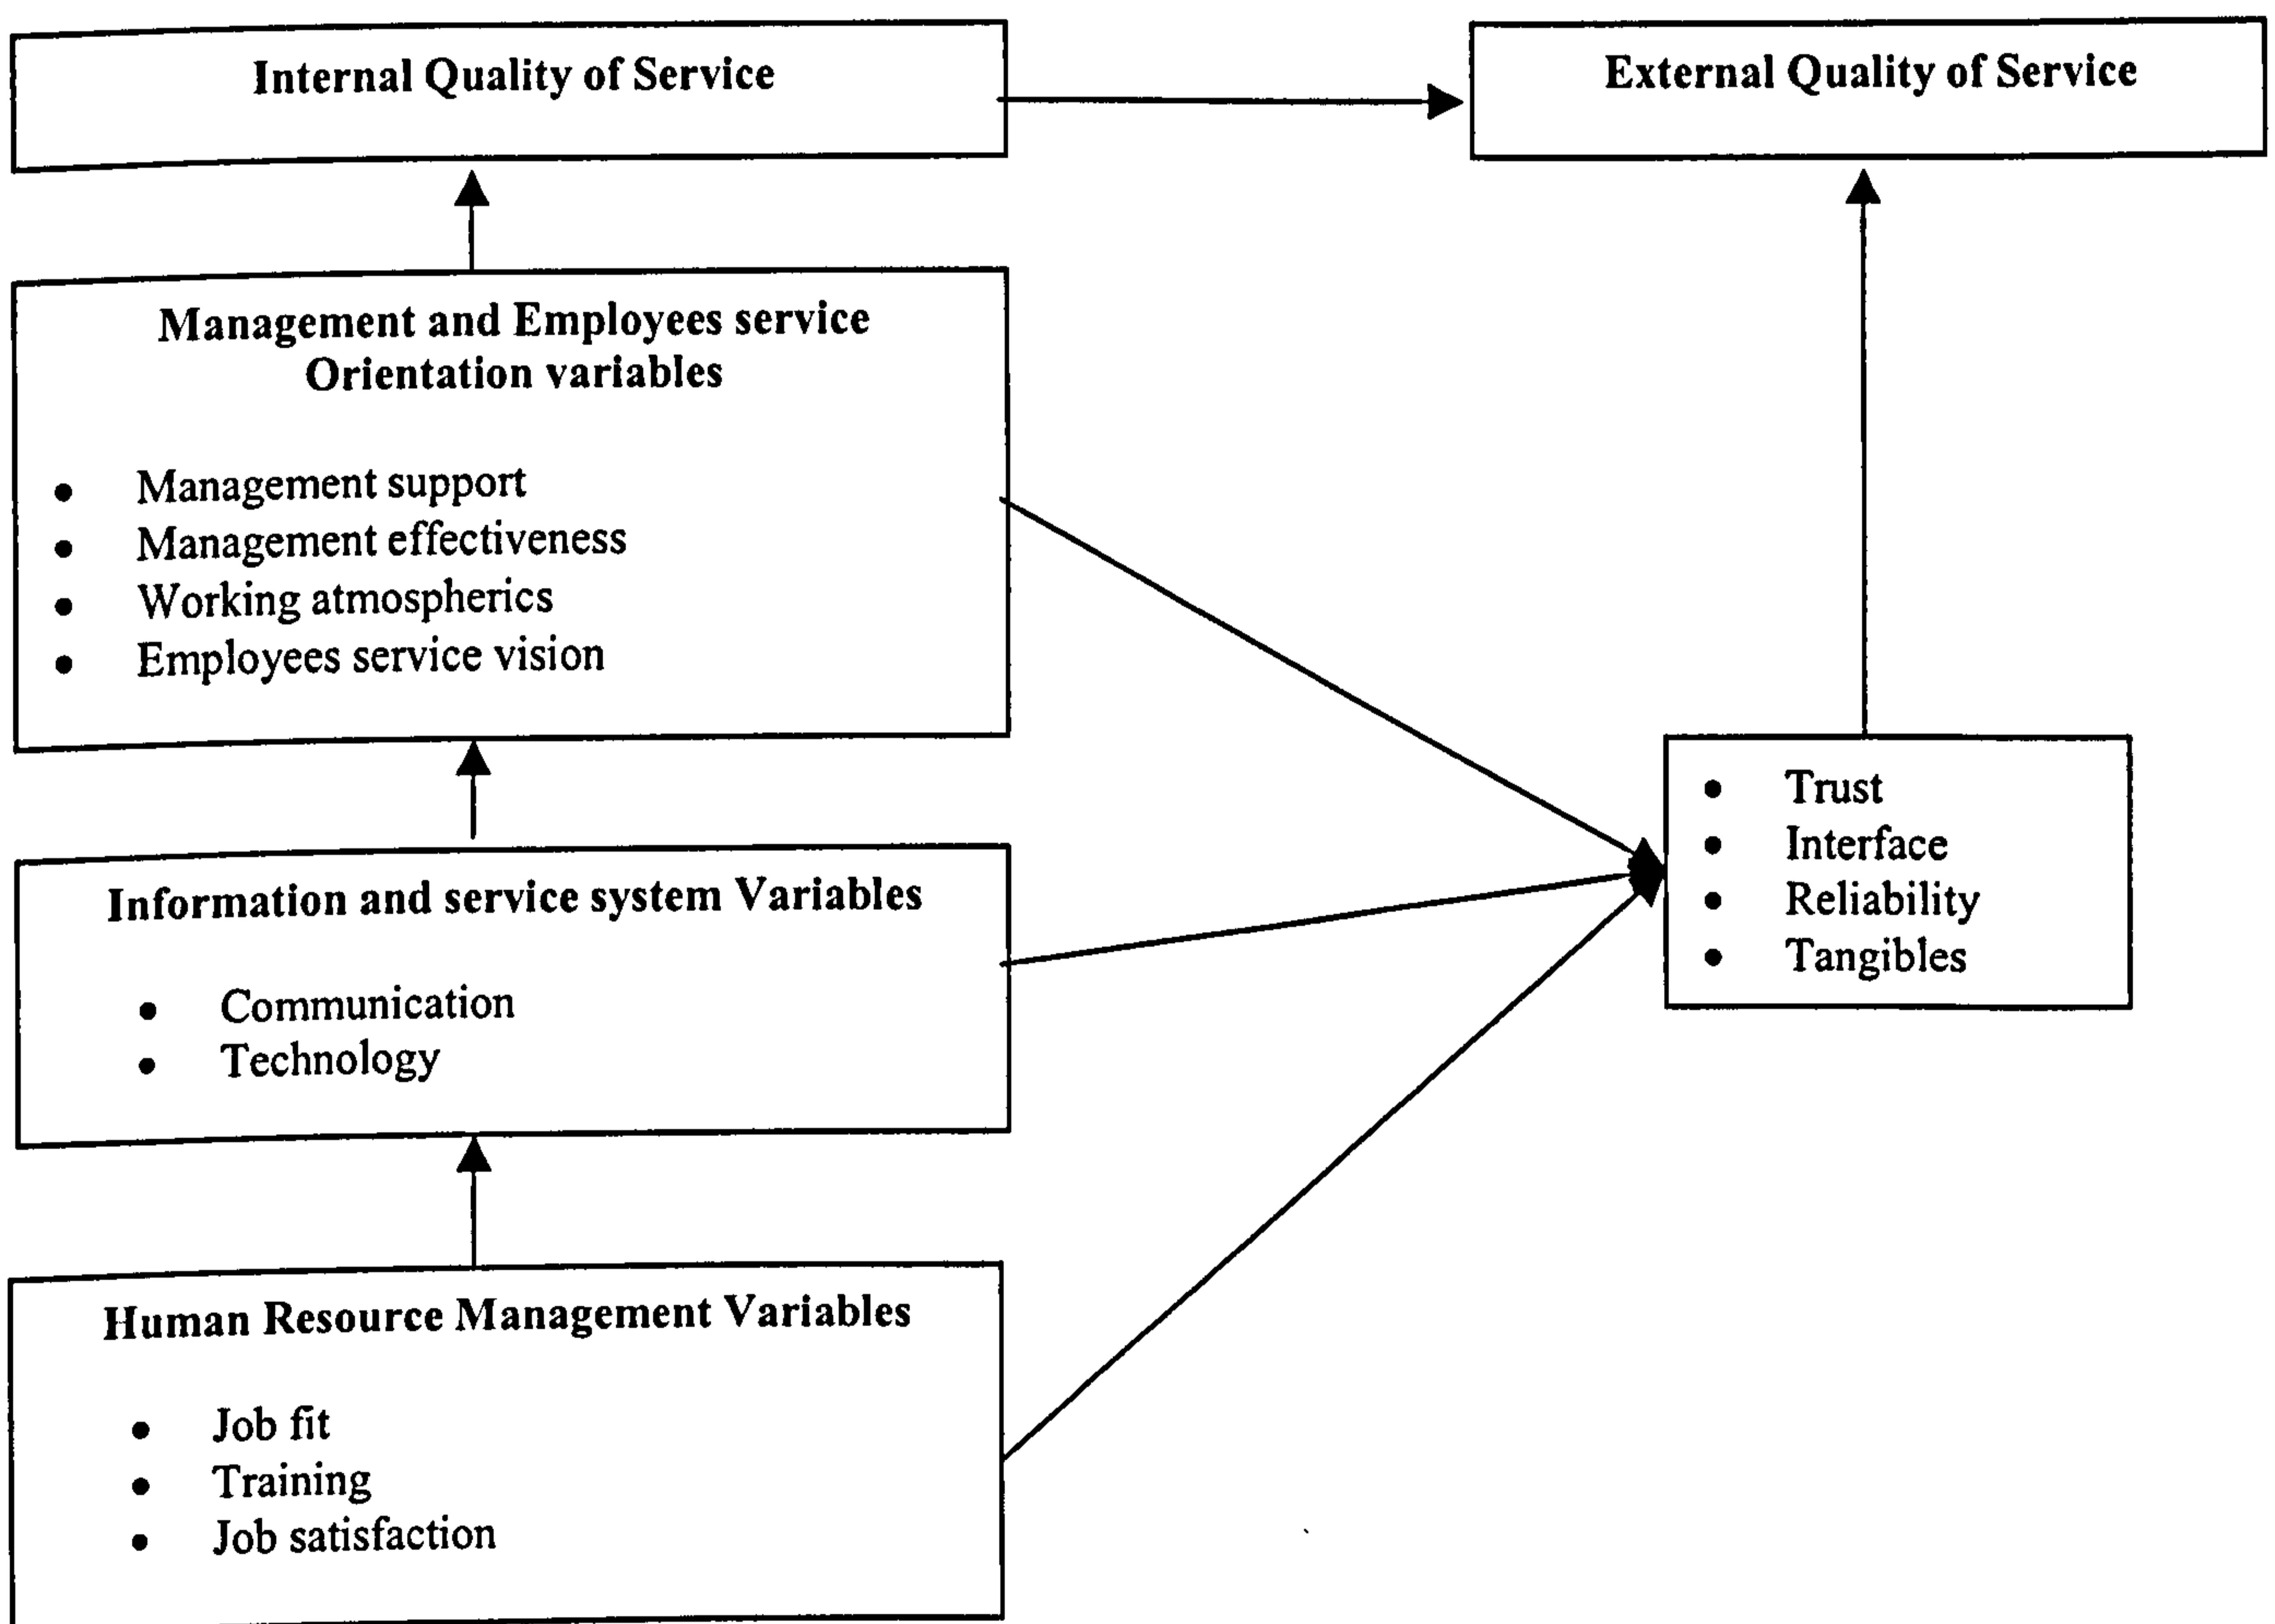 Internal Quality of Service
External Quality of Service
Management and Employees service
Orientation variables
• Management support
• Management effectiveness
• Working atmospherics
• Employees service vision
• Trust
• Interface
• Reliability
• Tangibles
Information and service system Variables
• Communication
• Technology
Human Resource Management Variables
• Job fit
• Training
• Job satisfaction